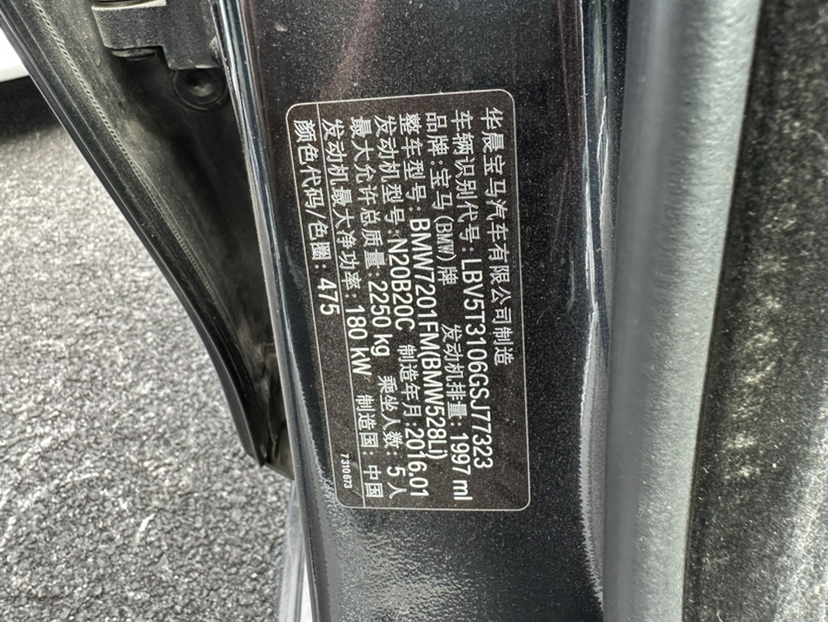 华晨宝马汽车有限公司制造
车辆识别代号:LBV5T3106GSJ77323
品牌:宝马(BMW)牌 发动机排量:1997 ml
整车型号:BMW7201FM(BMW528Li)
发动机型号:N20B20C 制造年月:2016.01
最大允许总质量:2250 kg 乘坐人数:5人
发动机最大净功率:180 kW 制造国:中国
颜色代码/色圈:475
7310673